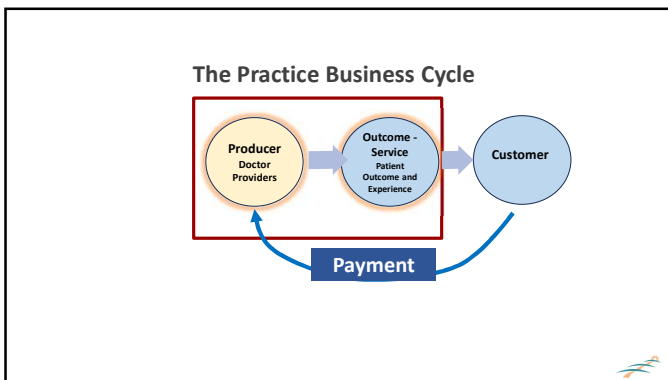 The Practice Business Cycle
Producer
Doctor
Providers
Outcome -
Service
Patient
Outcome and
Experience
Customer
Payment